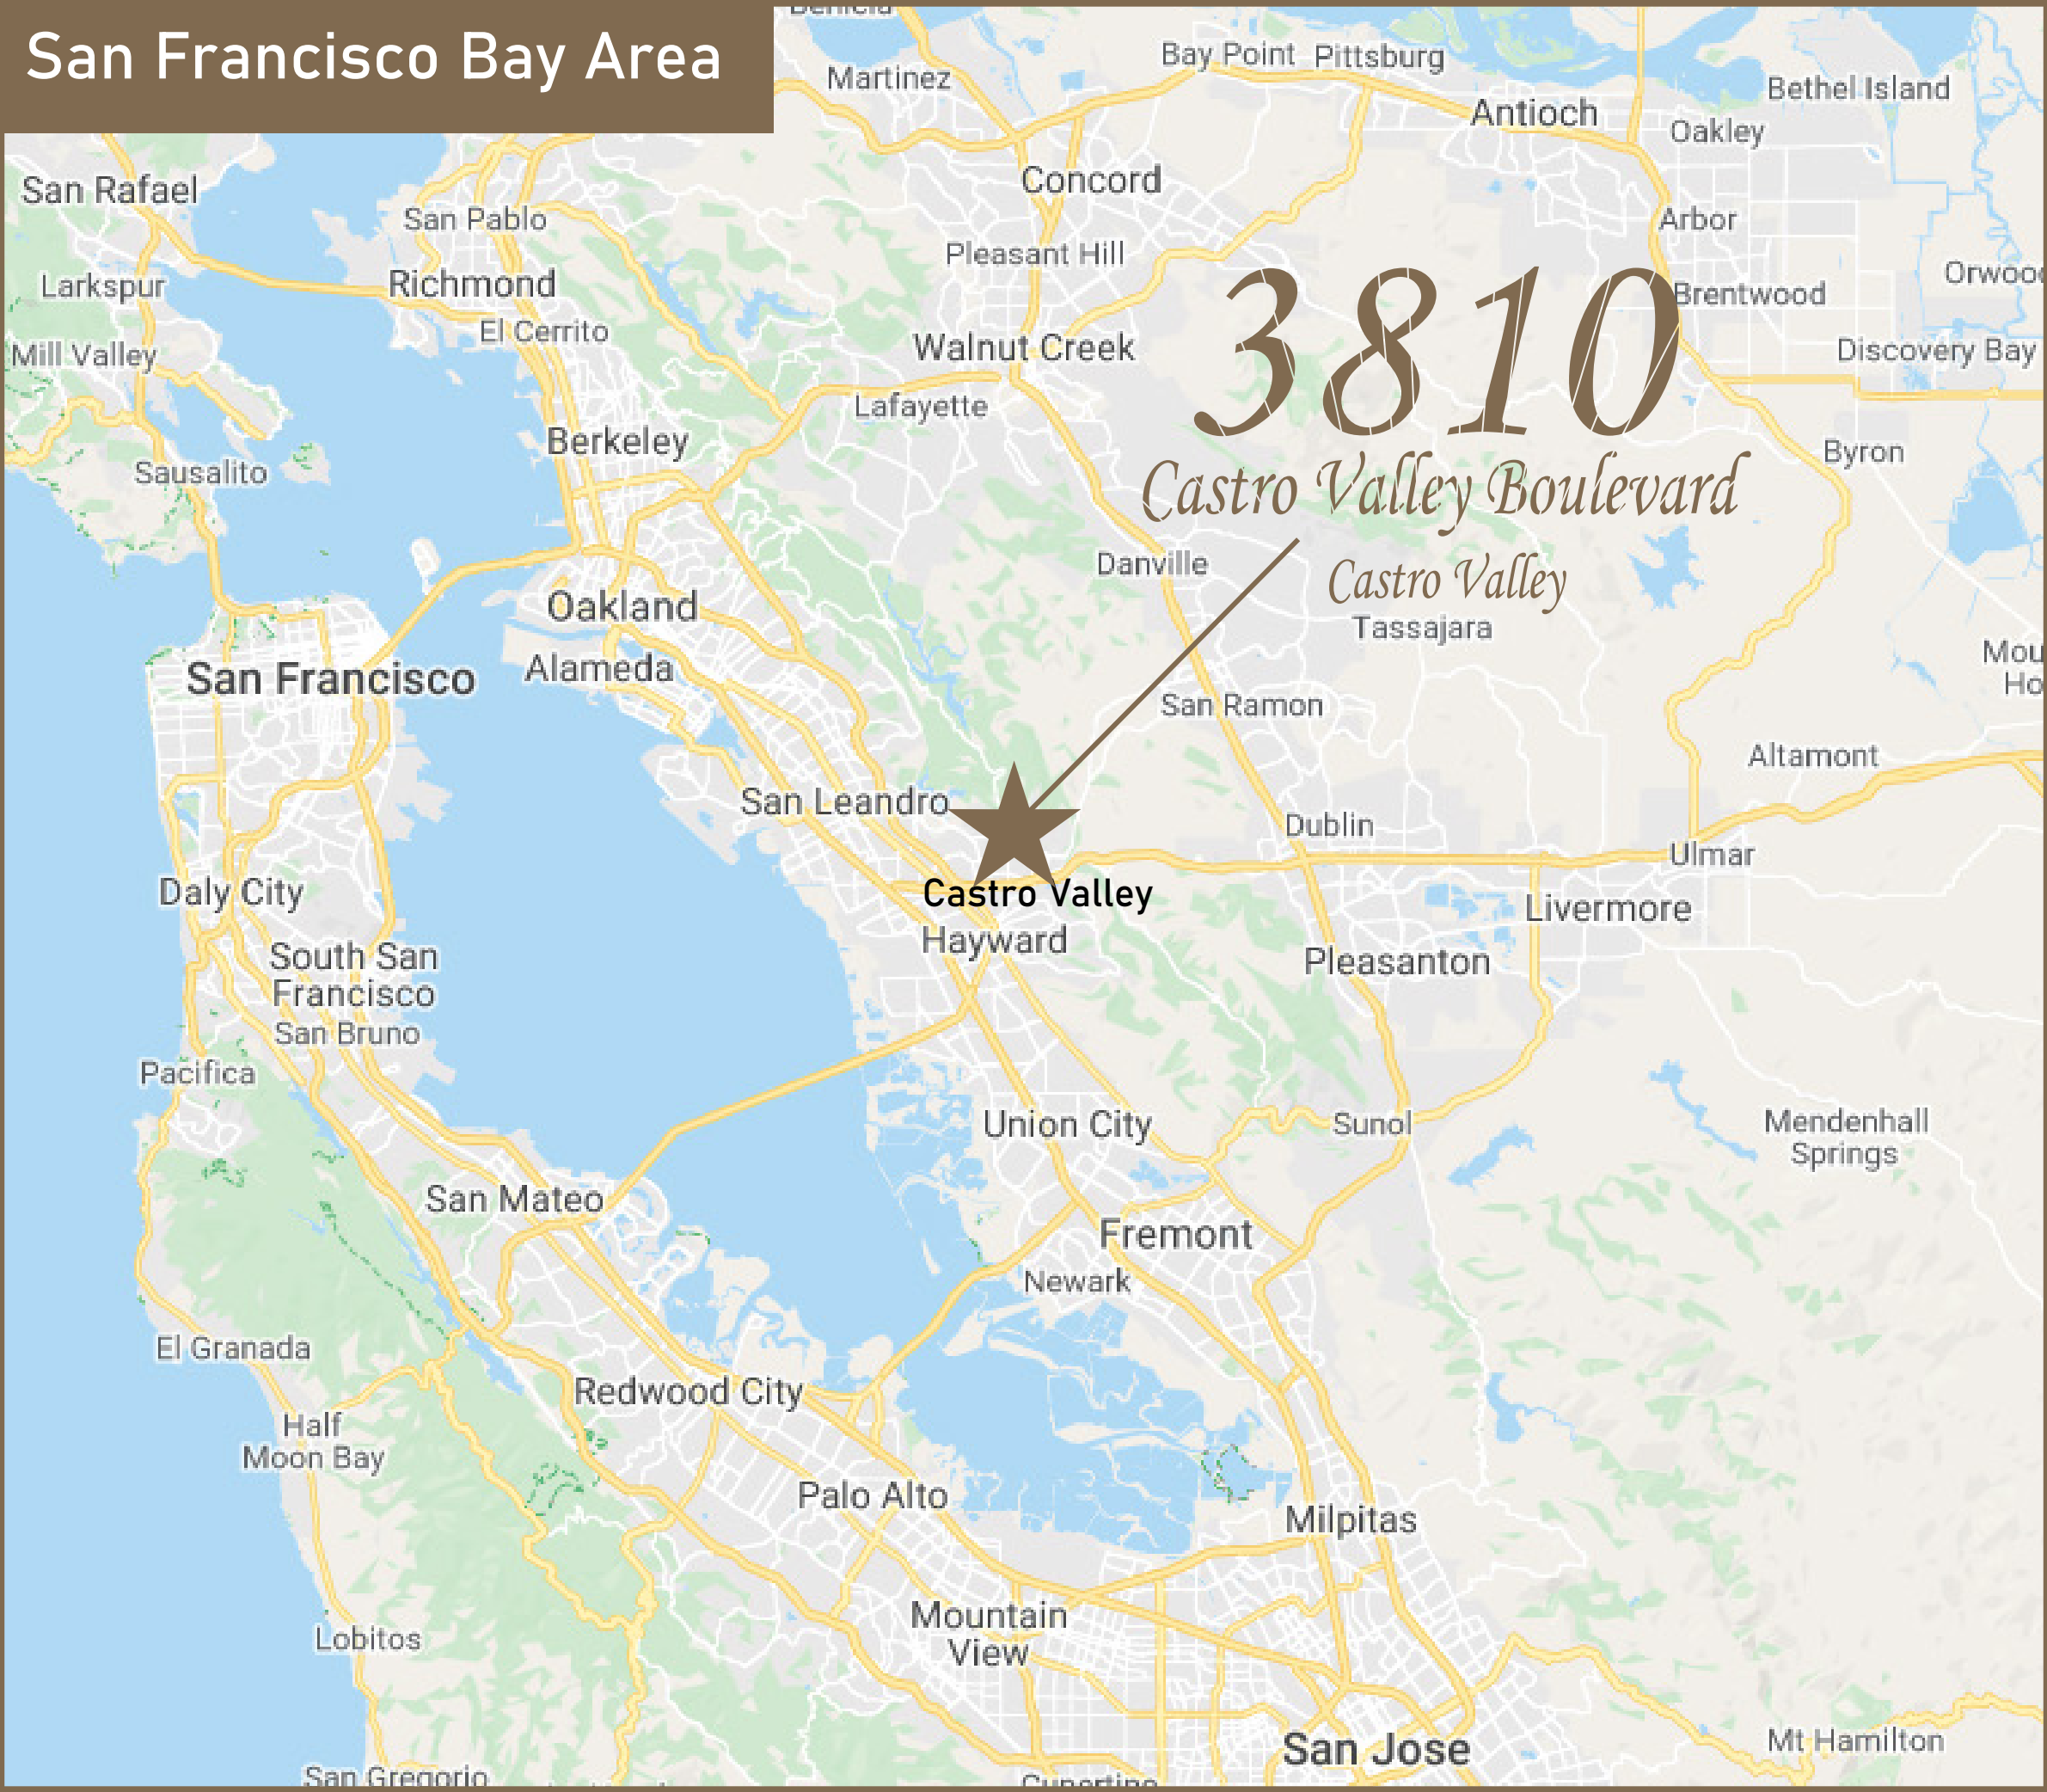 San Francisco Bay Area
Benicia
Martinez
Bay Point
Pittsburg
Bethel Island
Antioch
Oakley
Concord
San Rafael
San Pablo
Arbor
Pleasant Hill
Larkspur
Richmond
Brentwood
El Cerrito
Mill Valley
Walnut Creek
3810
Discovery Bay
Lafayette
Berkeley
Byron
Sausalito
Castro Valley Boulevard
Danville
Castro Valley
Oakland
Tassajara
Alameda
San Francisco
San Ramon
Altamont
San Leandro
Dublin
Ulmar
Daly City
Castro Valley
Livermore
Hayward
Pleasanton
South San
Francisco
San Bruno
Pacifica
Union City
Sunol
Mendenhall
Springs
San Mateo
Fremont
Newark
El Granada
Redwood City
Half
Moon Bay
Palo Alto
Milpitas
Mountain
View
Lobitos
San Jose
Mt Hamilton
San Gregorio
Cupertino